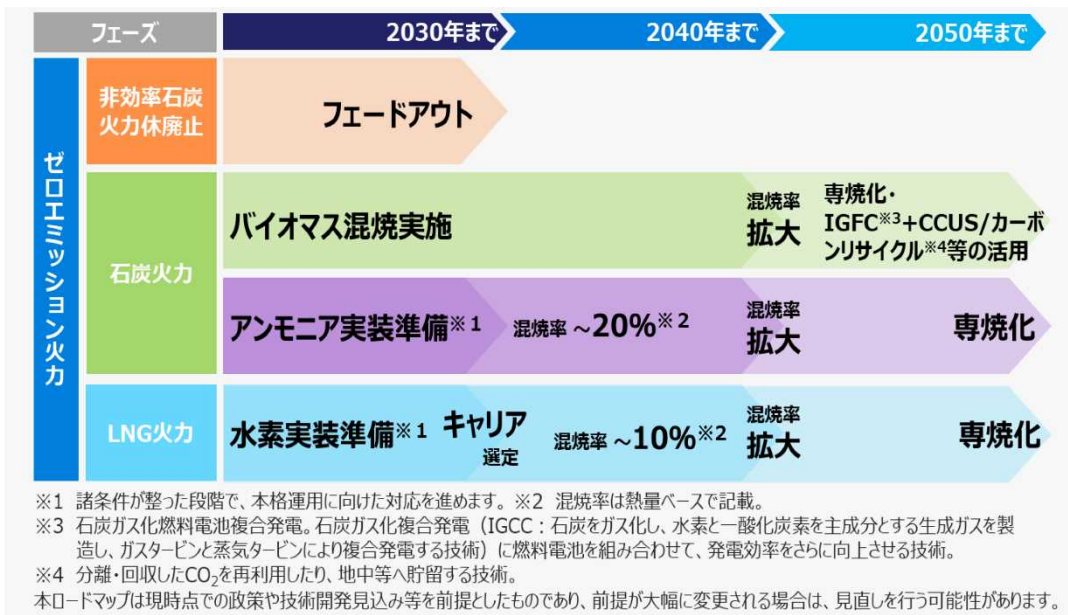 フェーズ
2030年まで
2040年まで
2050年まで
ゼロエミッション火力
非効率石炭
火力休廃止
フェードアウト
石炭火力
バイオマス混焼実施
混焼率
拡大
専焼化・
IGFC※3+CCUS/カーボ
ンリサイクル※4等の活用
アンモニア実装準備※1
混焼率 ~20%※2
混焼率
拡大
専焼化
LNG火力
水素実装準備※1
キャリア
選定
混焼率 ~10%※2
混焼率
拡大
専焼化
※1 諸条件が整った段階で、本格運用に向けた対応を進めます。 ※2 混焼率は熱量ベースで記載。
※3 石炭ガス化燃料電池複合発電。石炭ガス化複合発電（IGCC：石炭をガス化し、水素と一酸化炭素を主成分とする生成ガスを製
造し、ガスタービンと蒸気タービンにより複合発電する技術）に燃料電池を組み合わせて、発電効率をさらに向上させる技術。
※4 分離・回収したCO₂を再利用したり、地中等へ貯留する技術。
本ロードマップは現時点での政策や技術開発見込み等を前提としたものであり、前提が大幅に変更される場合は、見直しを行う可能性があります。